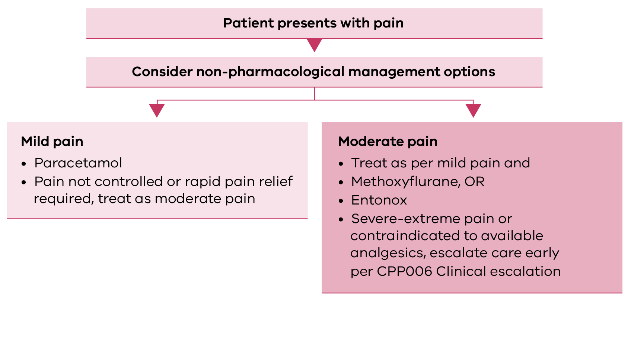 Patient presents with pain
Consider non-pharmacological management options
Mild pain
• Paracetamol
• Pain not controlled or rapid pain relief
required, treat as moderate pain
Moderate pain
• Treat as per mild pain and
• Methoxyflurane, OR
• Entonox
• Severe-extreme pain or
contraindicated to available
analgesics, escalate care early
per CPP006 Clinical escalation